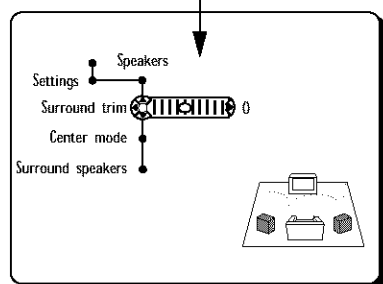 Speakers
Settings
Surround trim 0
Center mode
Surround speakers